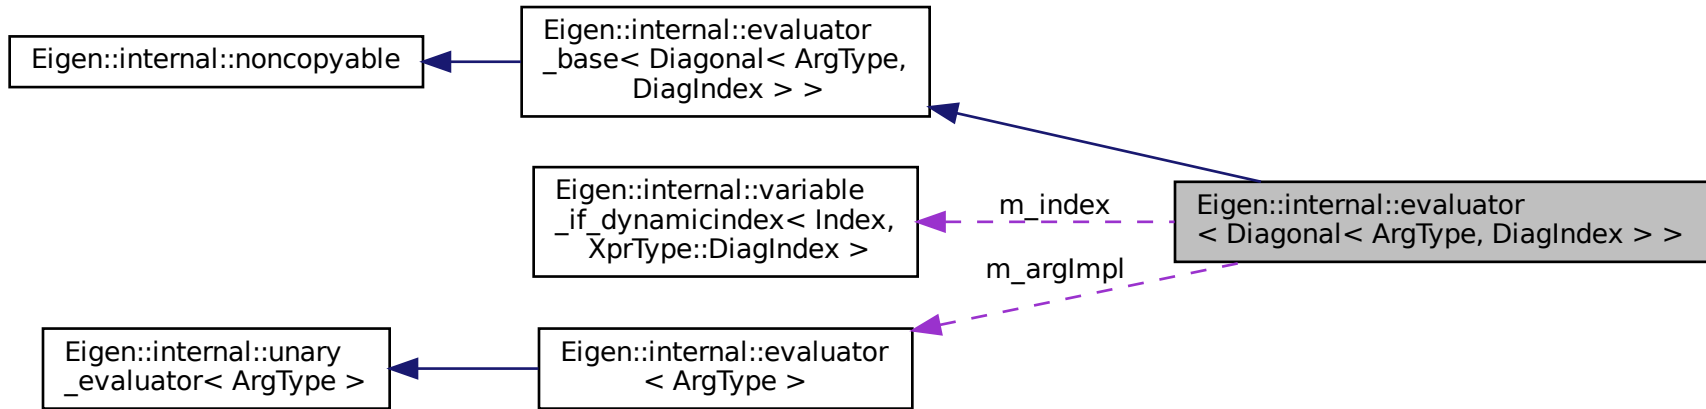 Eigen::internal::noncopyable
Eigen::internal::evaluator
_base< Diagonal< ArgType,
DiagIndex > >
Eigen::internal::variable
_if_dynamicindex< Index,
XprType::DiagIndex >
m_index
Eigen::internal::evaluator
< Diagonal< ArgType, DiagIndex > >
m_argImpl
Eigen::internal::unary
_evaluator< ArgType >
Eigen::internal::evaluator
< ArgType >